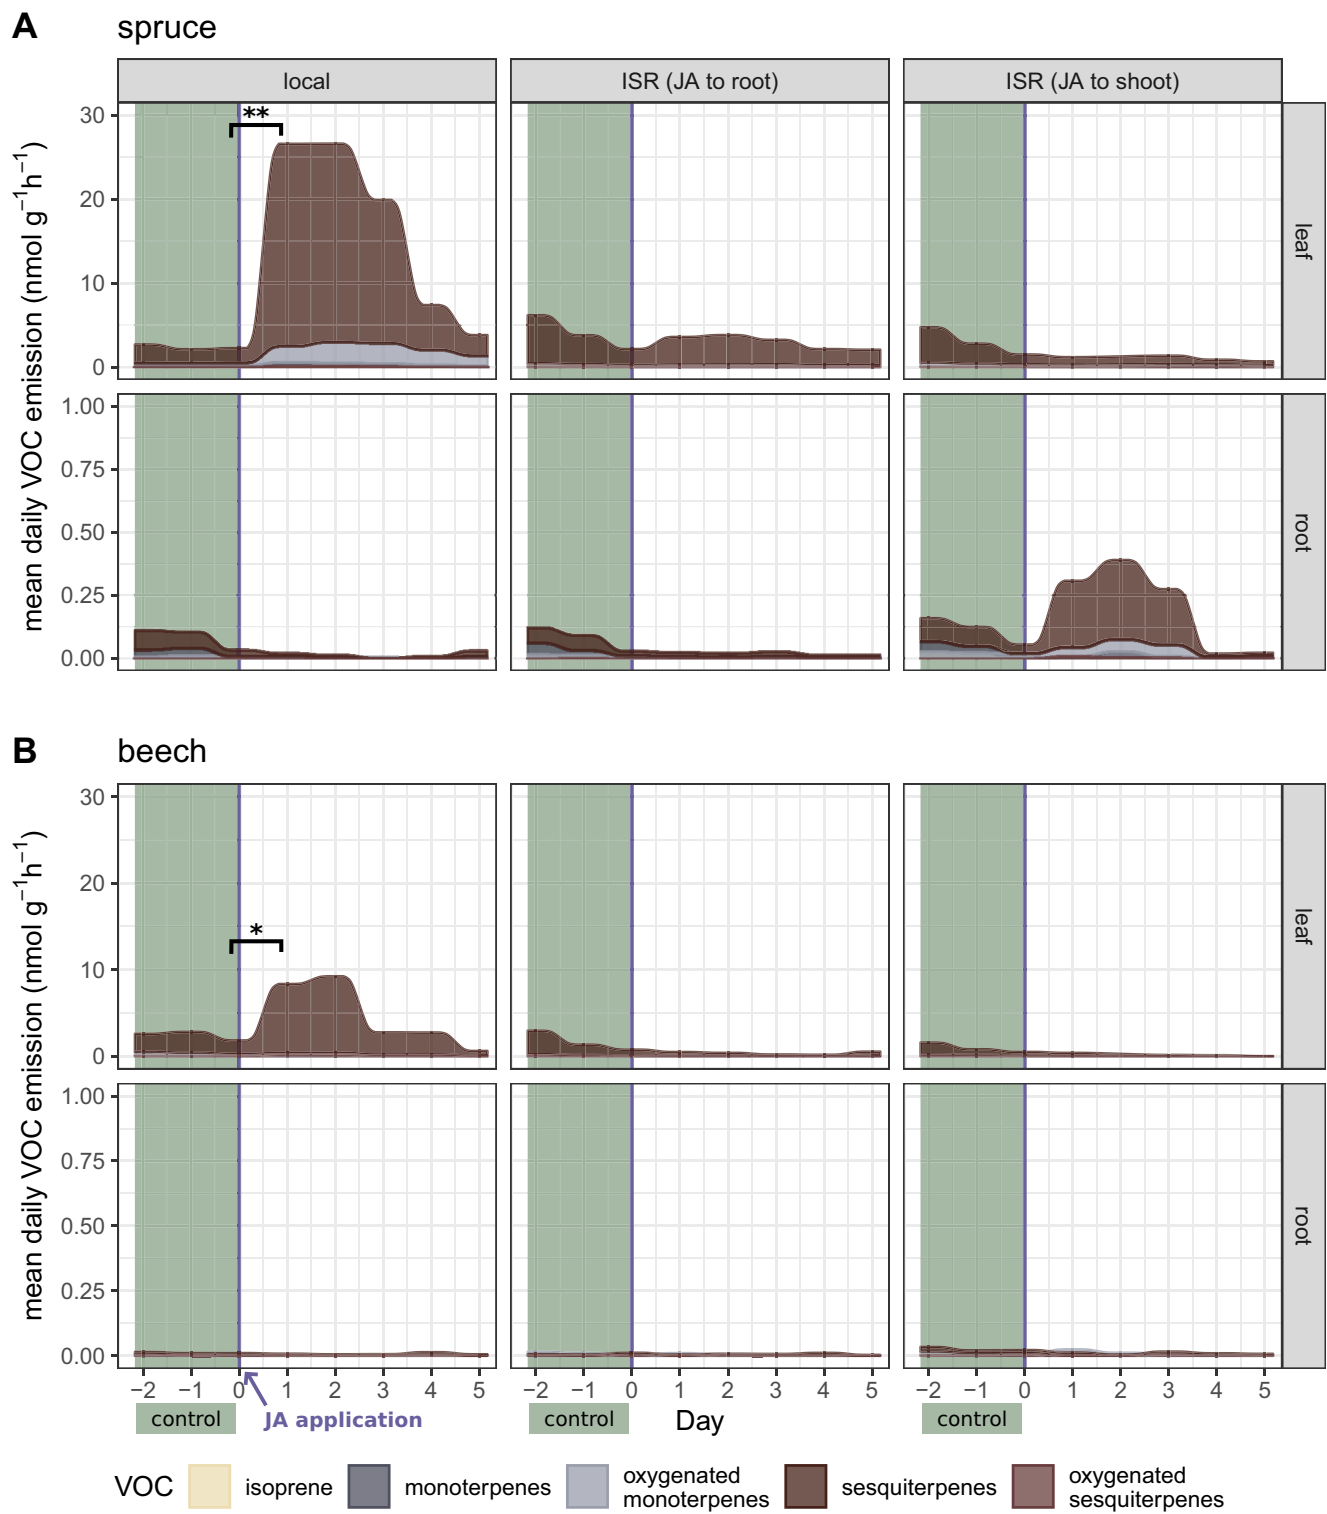 A spruce
local ISR (JA to root) ISR (JA to shoot)
mean daily VOC emission (nmol g⁻¹h⁻¹)
30
20
10
0
**
leaf
1.00
0.75
0.50
0.25
0.00
root
B beech
mean daily VOC emission (nmol g⁻¹h⁻¹)
30
20
10
0
*
leaf
1.00
0.75
0.50
0.25
0.00
root
−2 −1 0 1 2 3 4 5 −2 −1 0 1 2 3 4 5 −2 −1 0 1 2 3 4 5
control JA application control Day control
VOC isoprene monoterpenes oxygenated monoterpenes sesquiterpenes oxygenated sesquiterpenes